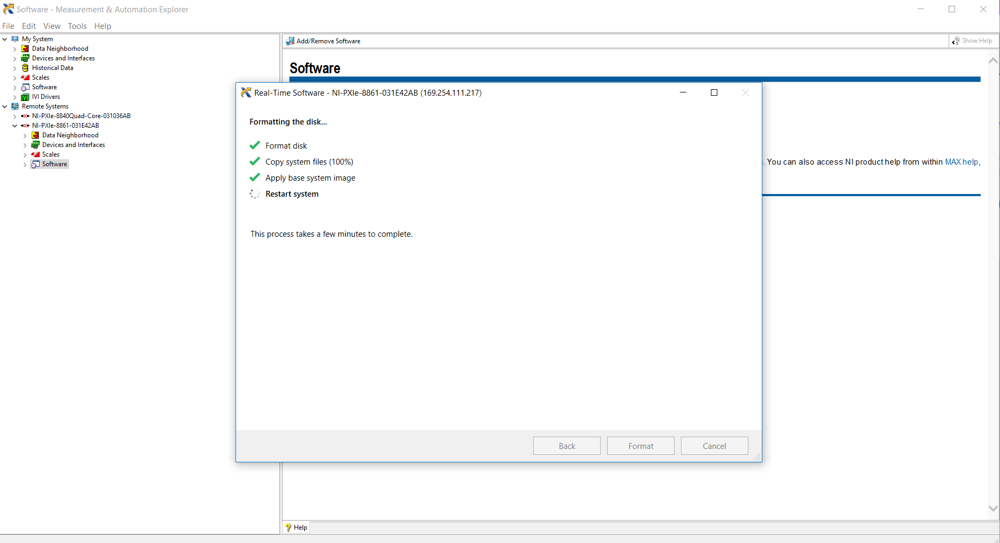 Software - Measurement & Automation Explorer
File Edit View Tools Help
My System
Data Neighborhood
Devices and Interfaces
Historical Data
Scales
Software
IVI Drivers
Remote Systems
NI-PXIe-8840Quad-Core-031036AB
NI-PXIe-8861-031E42AB
Data Neighborhood
Devices and Interfaces
Scales
Software
Add/Remove Software
Show Help
Software
. You can also access NI product help from within MAX help,
Real-Time Software - NI-PXIe-8861-031E42AB (169.254.111.217)
Formatting the disk...
Format disk
Copy system files (100%)
Apply base system image
Restart system
This process takes a few minutes to complete.
Back Format Cancel
Help